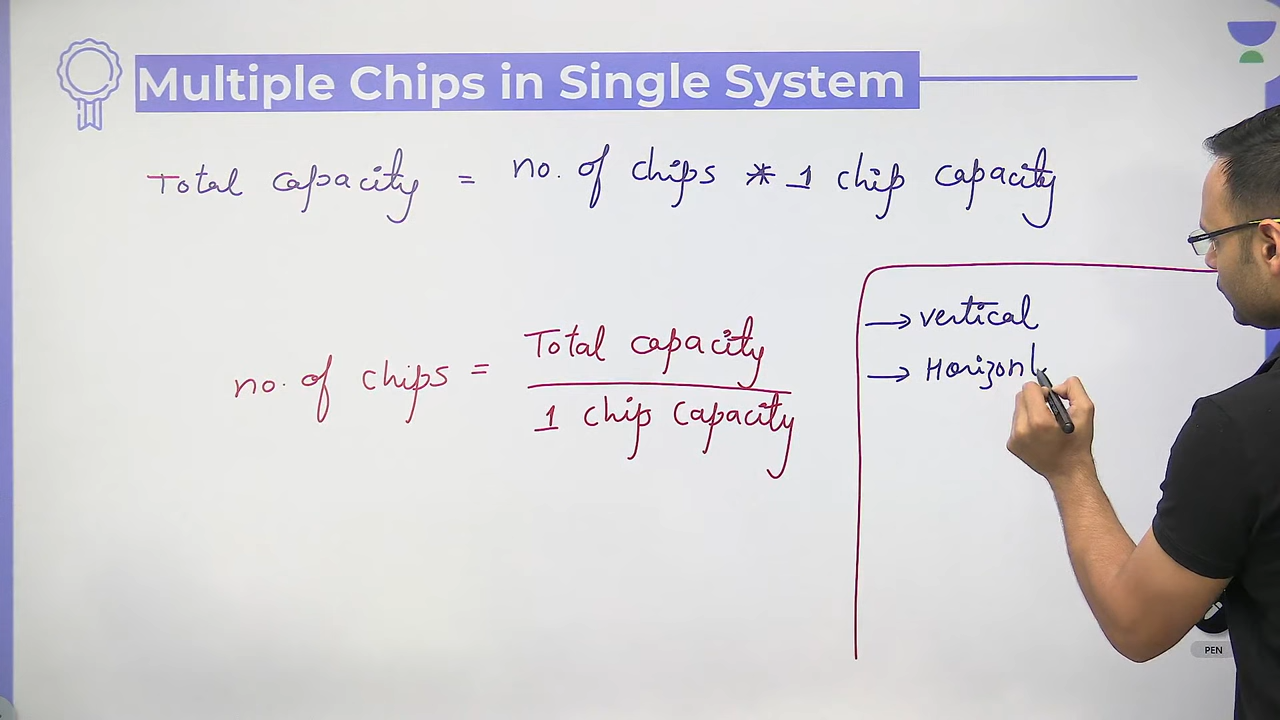 Multiple Chips in Single System
Total capacity = no. of chips * 1 chip capacity
no. of chips = Total capacity
1 chip capacity
→ vertical
→ Horizont
PEN